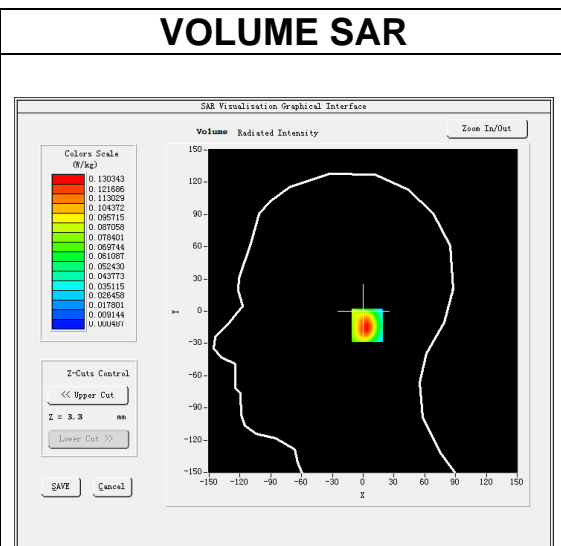 VOLUME SAR
SAR Visualisation Graphical Interface
Volume Radiated Intensity
Zoom In/Out
Colors Scale
(W/kg)
0.130343
0.121686
0.113029
0.104372
0.095715
0.087058
0.078401
0.069744
0.061087
0.052430
0.043773
0.035115
0.026458
0.017801
0.009144
0.000487
Z-Cuts Control
<< Upper Cut
Z = 3.3 mm
Lower Cut >>
SAVE Cancel
150
120
90
60
30
0
-30
-60
-90
-120
-150
Y
-150 -120 -90 -60 -30 0 30 60 90 120 150
X